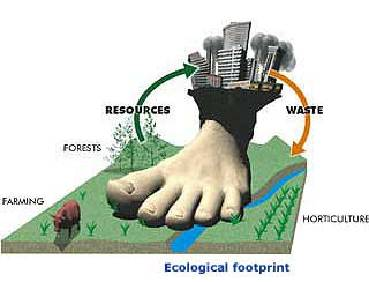 RESOURCES
WASTE
FORESTS
FARMING
HORTICULTURE
Ecological footprint